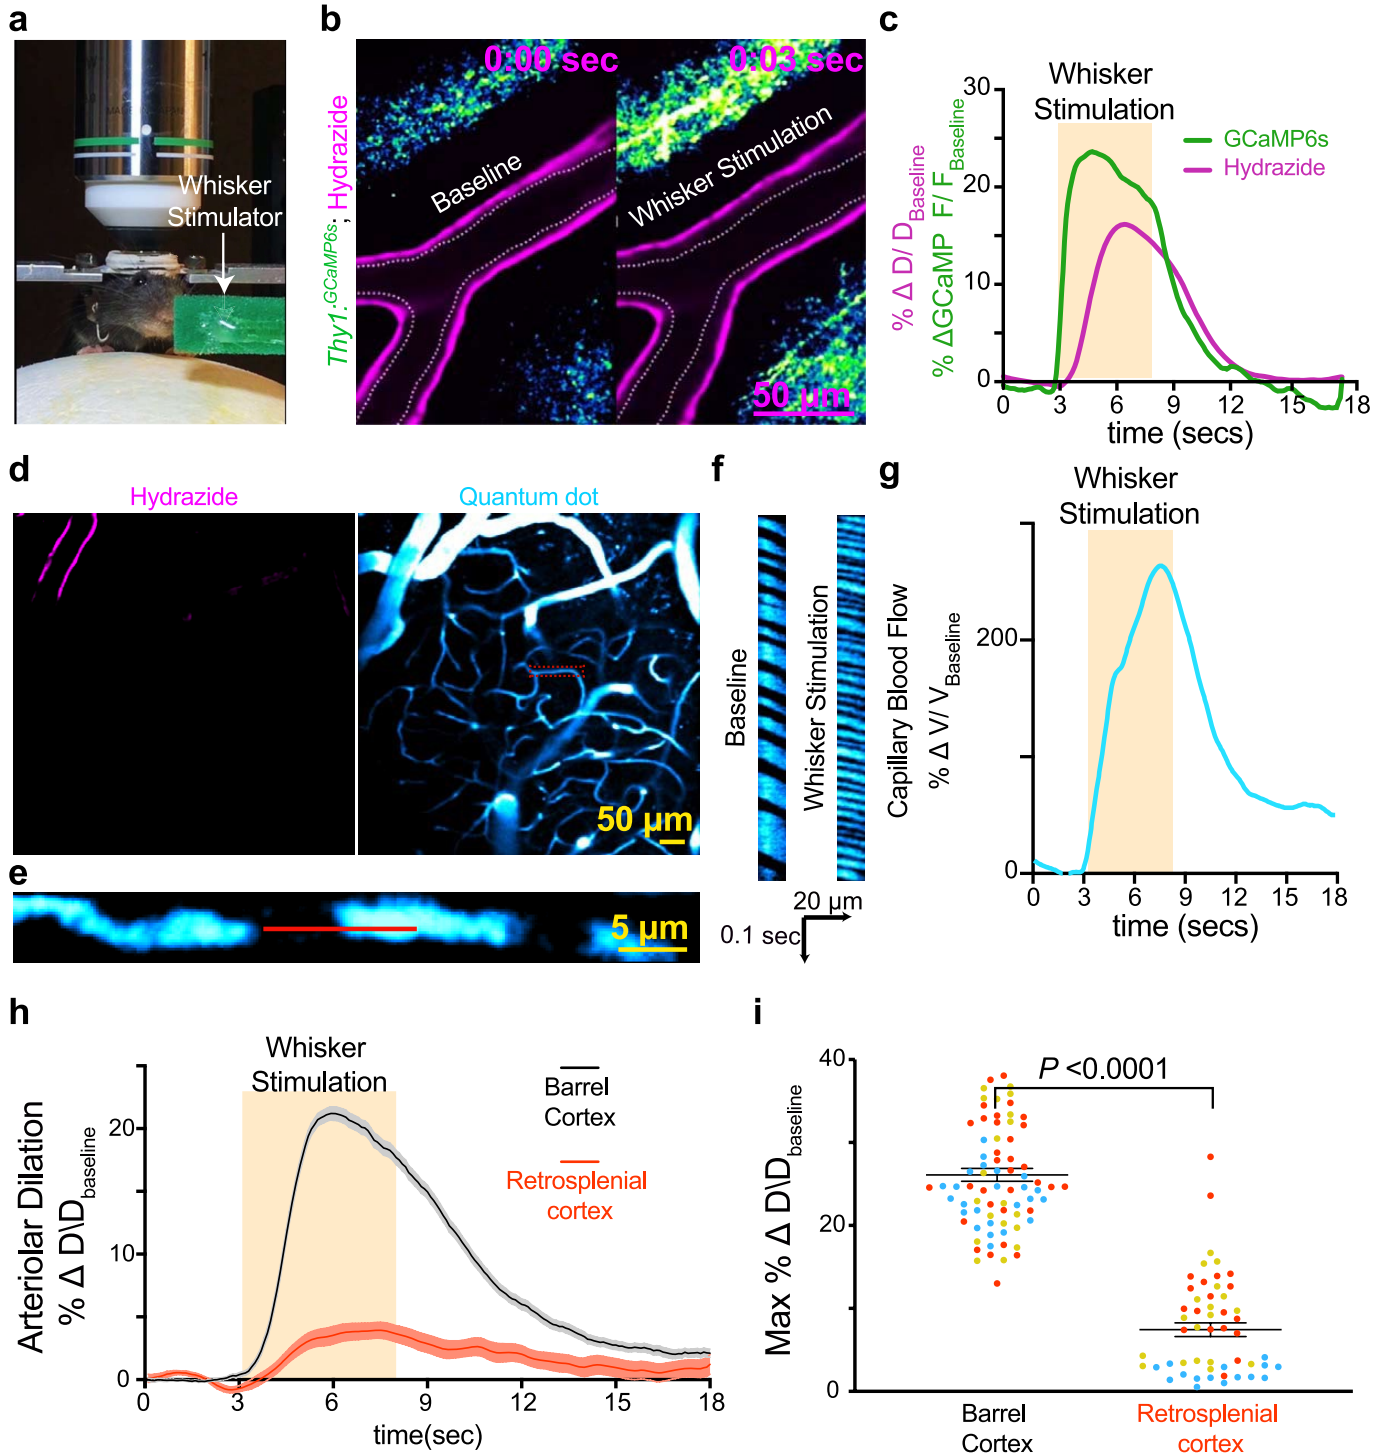 a
Whisker
Stimulator
b
Thy1:GCaMP6s; Hydrazide
0:00 sec
Baseline
0:03 sec
Whisker Stimulation
50 µm
c
Whisker
Stimulation
GCaMP6s
Hydrazide
% Δ D/ DBaseline
% ΔGCaMP F/ FBaseline
30
20
10
0
0 3 6 9 12 15 18
time (secs)
d
Hydrazide
Quantum dot
50 µm
e
5 µm
f
Baseline
Whisker Stimulation
20 µm
0.1 sec
g
Whisker
Stimulation
Capillary Blood Flow
% Δ V/ VBaseline
200
0
0 3 6 9 12 15 18
time (secs)
h
Whisker
Stimulation
Barrel
Cortex
Retrosplenial
cortex
Arteriolar Dilation
% Δ D\Dbaseline
20
10
0
0 3 6 9 12 15 18
time(sec)
i
P <0.0001
Max % Δ D\Dbaseline
40
20
0
Barrel
Cortex
Retrosplenial
cortex